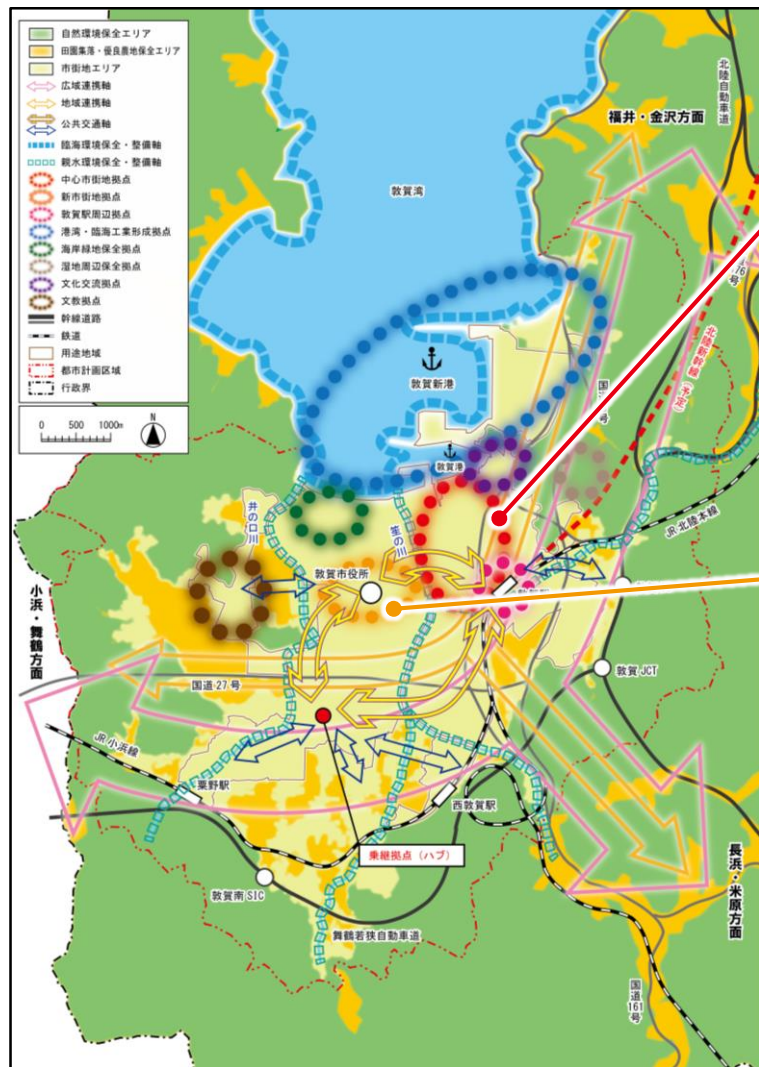 自然環境保全エリア
田園集落・優良農地保全エリア
市街地エリア
広域連携軸
地域連携軸
公共交通軸
臨海環境保全・整備軸
親水環境保全・整備軸
中心市街地拠点
新市街地拠点
敦賀駅周辺拠点
港湾・臨海工業形成拠点
海岸緑地保全拠点
湿地周辺保全拠点
文化交流拠点
文教拠点
幹線道路
鉄道
用途地域
都市計画区域
行政界
0 500 1000m
N
北陸自動車道
福井・金沢方面
敦賀湾
北陸新幹線(予定)
敦賀新港
敦賀港
井の口川
笙の川
JR北陸本線
敦賀市役所
小浜・舞鶴方面
国道27号
敦賀JCT
JR小浜線
粟野駅
西敦賀駅
乗継拠点(ハブ)
敦賀南SIC
長浜・米原方面
舞鶴若狭自動車道
国道161号